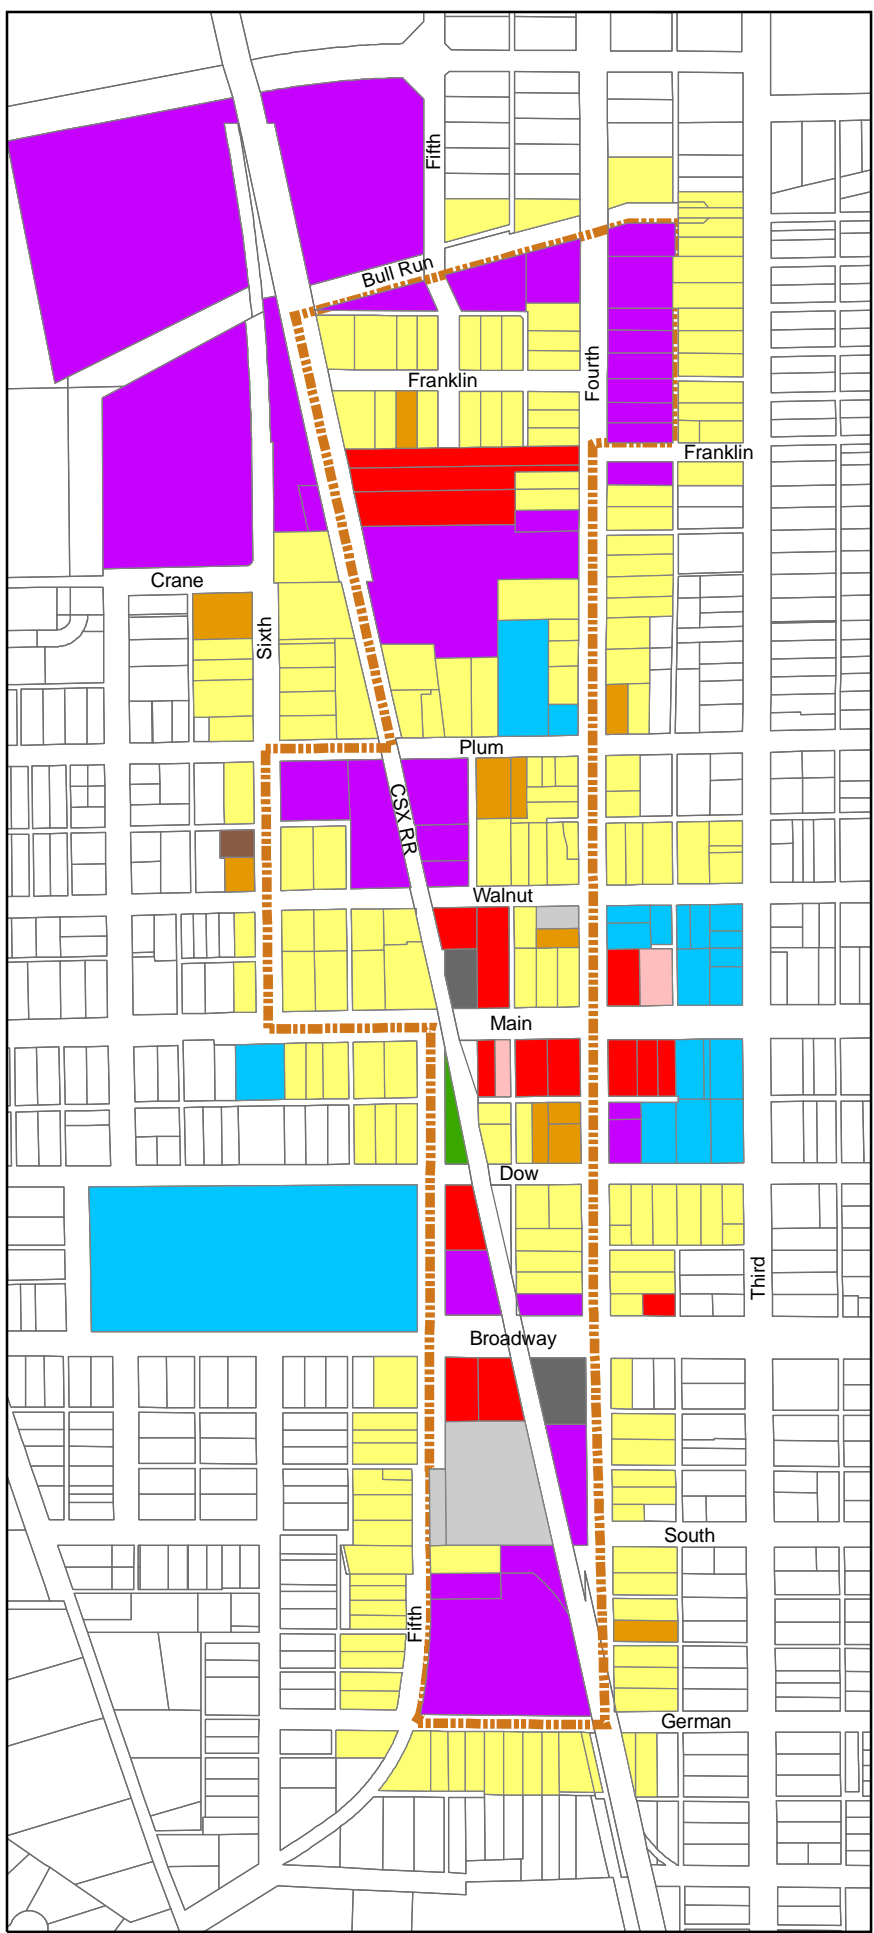 Fifth
Bull Run
Fourth
Franklin
Franklin
Crane
Sixth
Plum
CSX RR
Walnut
Main
Dow
Third
Broadway
South
Fifth
German